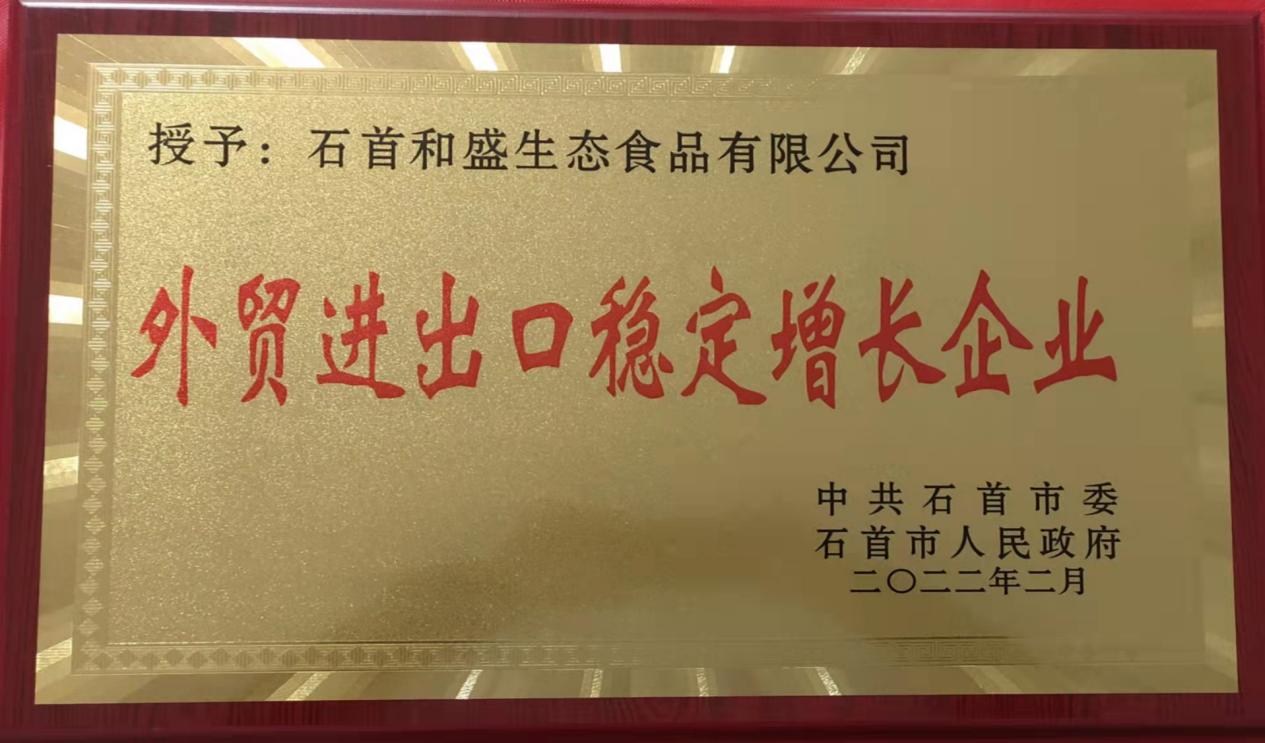 授予：石首和盛生态食品有限公司
外贸进出口稳定增长企业
中共石首市委
石首市人民政府
二〇二二年二月